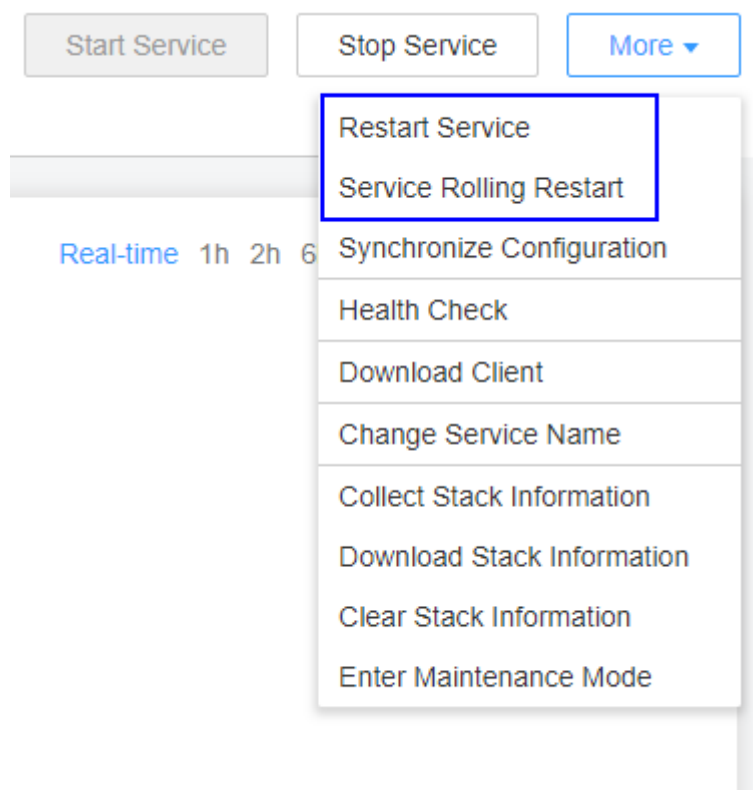 Start Service Stop Service More
Restart Service
Service Rolling Restart
Real-time 1h 2h 6 Synchronize Configuration
Health Check
Download Client
Change Service Name
Collect Stack Information
Download Stack Information
Clear Stack Information
Enter Maintenance Mode